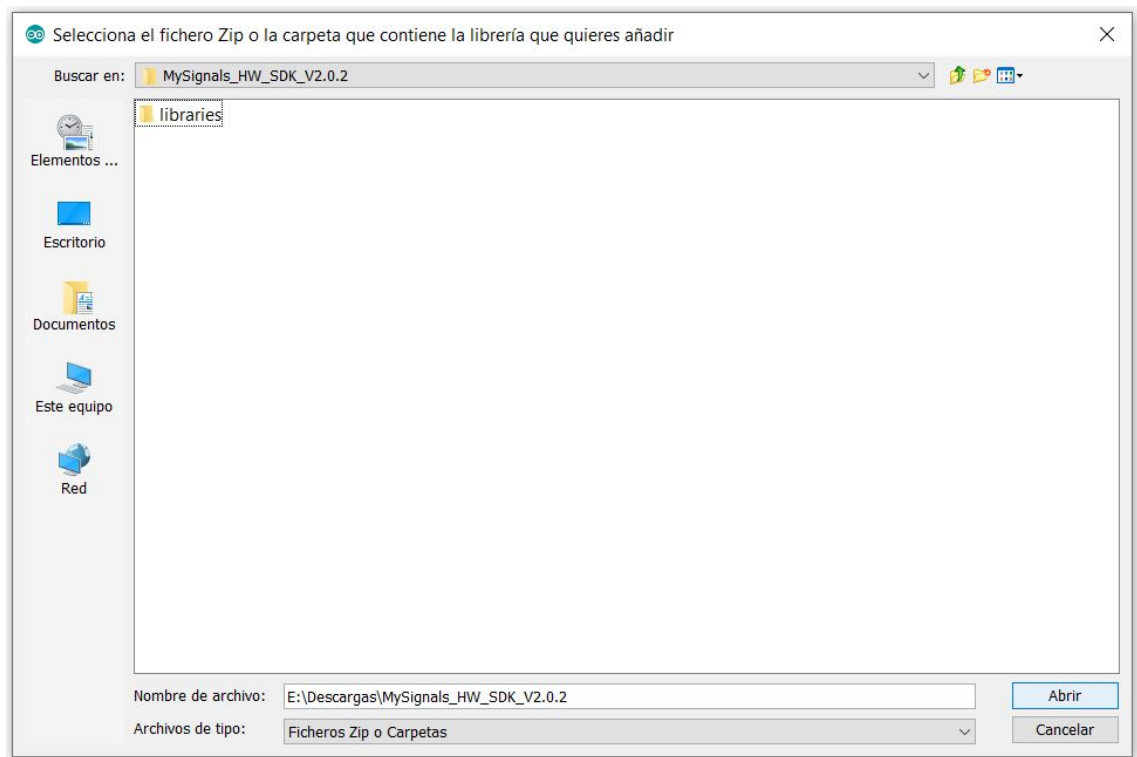 Selecciona el fichero Zip o la carpeta que contiene la librería que quieres añadir
Buscar en: MySignals_HW_SDK_V2.0.2
libraries
Elementos ...
Escritorio
Documentos
Este equipo
Red
Nombre de archivo: E:\Descargas\MySignals_HW_SDK_V2.0.2 Abrir
Archivos de tipo: Ficheros Zip o Carpetas Cancelar